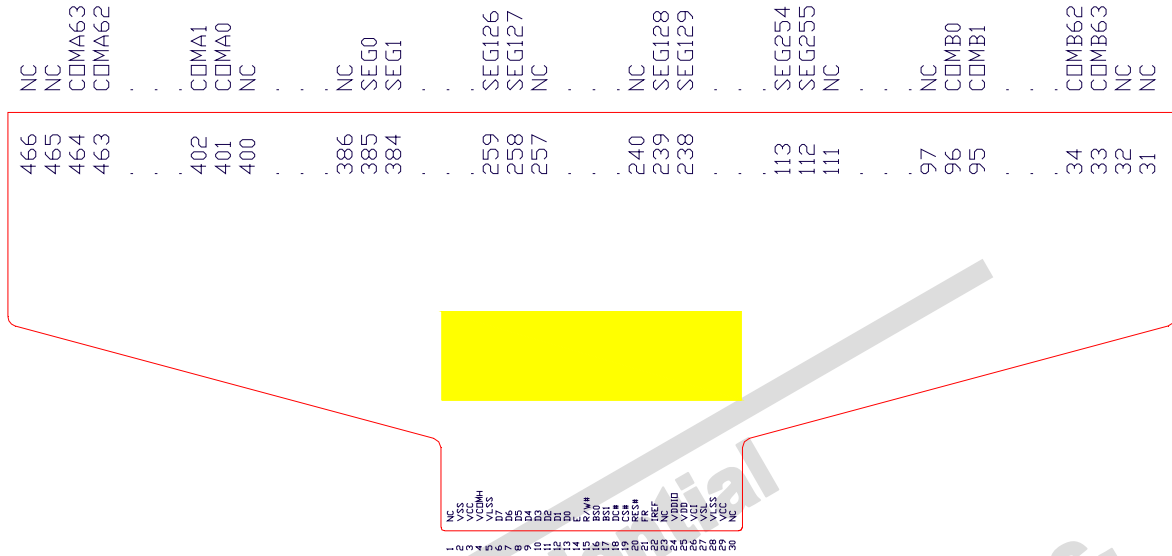 466 NC
465 NC
464 COMA63
463 COMA62
. .
. .
. .
402 COMA1
401 COMA0
400 NC
. .
. .
. .
386 NC
385 SEG0
384 SEG1
. .
. .
. .
259 SEG126
258 SEG127
257 NC
. .
. .
. .
240 NC
239 SEG128
238 SEG129
. .
. .
. .
113 SEG254
112 SEG255
111 NC
. .
. .
. .
97 NC
96 COMB0
95 COMB1
. .
. .
. .
34 COMB62
33 COMB63
32 NC
31 NC
1 NC
2 VSS
3 VCC
4 VCOMH
5 VLSS
6 D7
7 D6
8 D5
9 D4
10 D3
11 D2
12 D1
13 D0
14 E
15 R/W#
16 BS0
17 BS1
18 DC#
19 CS#
20 RES#
21 FR
22 IREF
23 NC
24 VDDIO
25 VDD
26 VCI
27 VSL
28 VLSS
29 VCC
30 NC